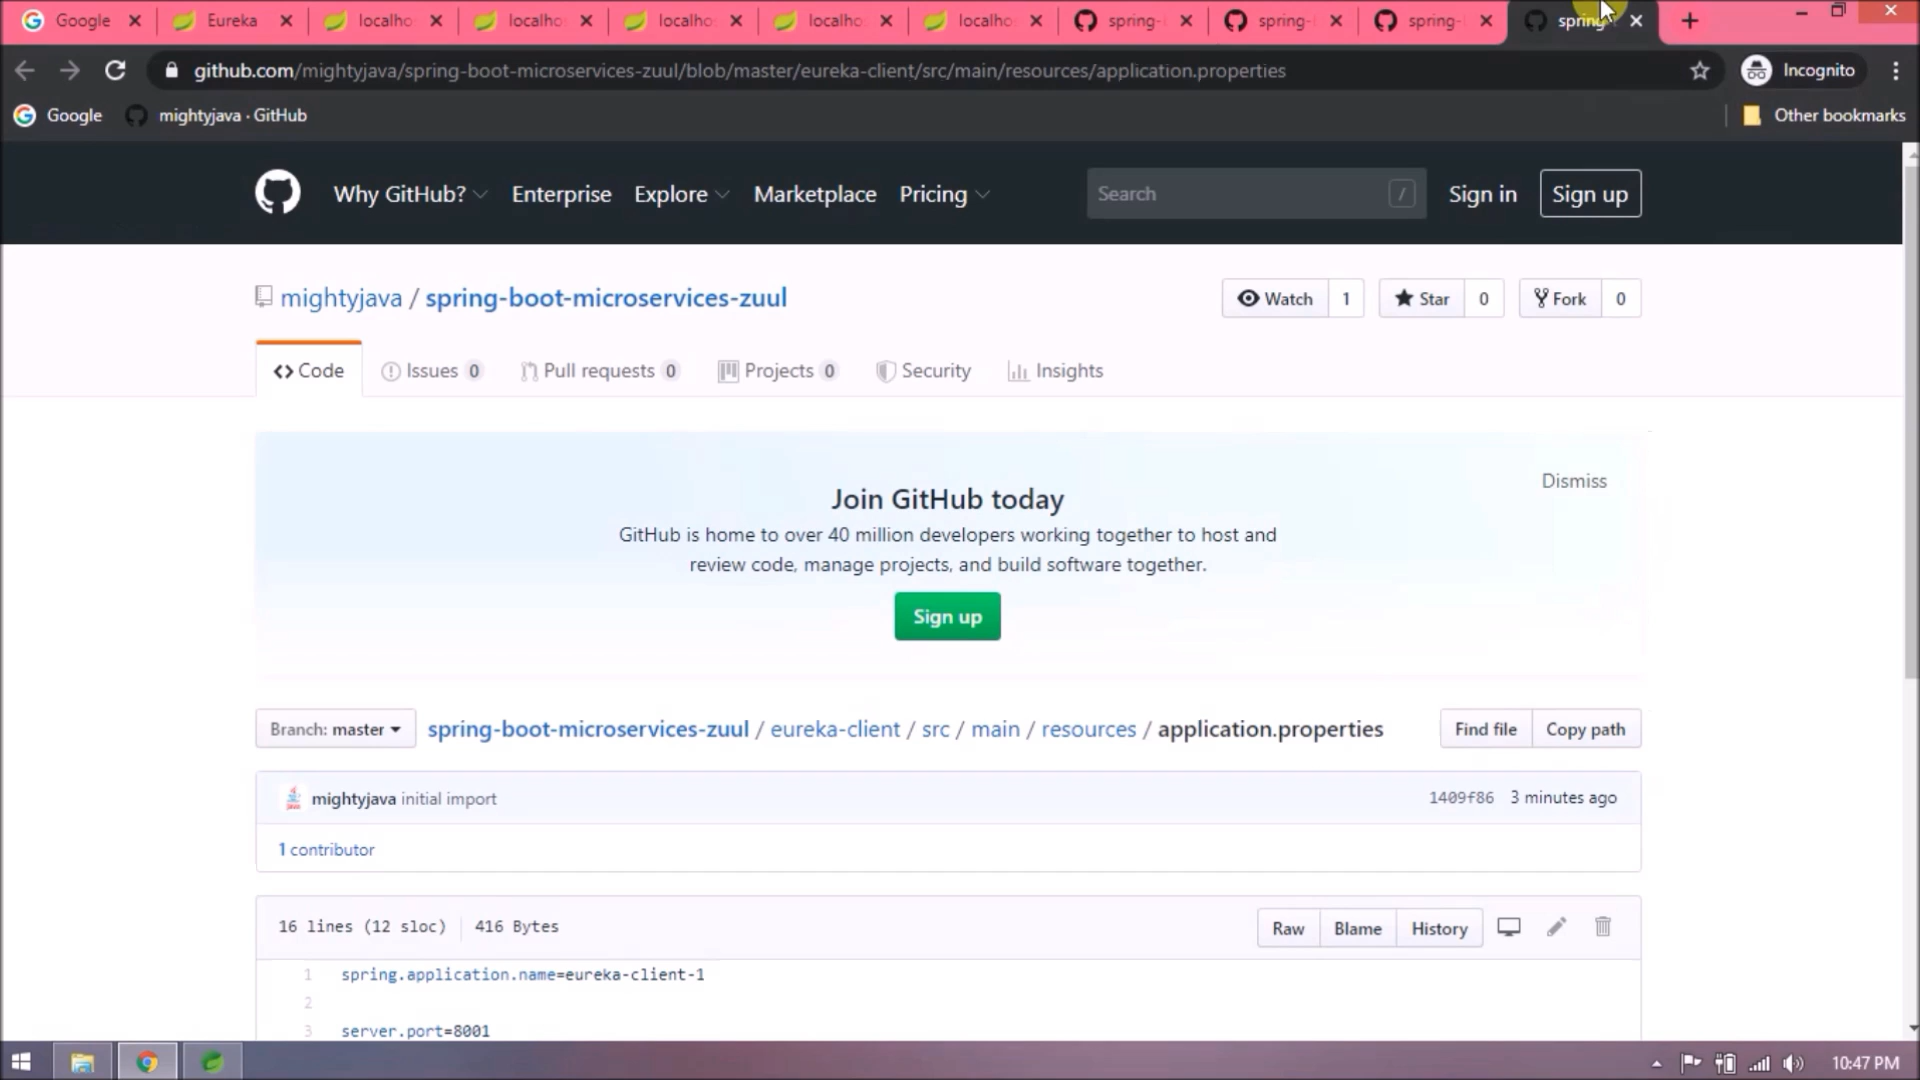 Google Eureka localho localho localho localho localho spring- spring- spring- spring
github.com/mightyjava/spring-boot-microservices-zuul/blob/master/eureka-client/src/main/resources/application.properties Incognito
Google mightyjava · GitHub Other bookmarks
Why GitHub? Enterprise Explore Marketplace Pricing Search / Sign in Sign up
mightyjava / spring-boot-microservices-zuul Watch 1 Star 0 Fork 0
Code Issues 0 Pull requests 0 Projects 0 Security Insights
Dismiss
Join GitHub today
GitHub is home to over 40 million developers working together to host and
review code, manage projects, and build software together.
Sign up
Branch: master spring-boot-microservices-zuul / eureka-client / src / main / resources / application.properties Find file Copy path
mightyjava initial import 1409f86 3 minutes ago
1 contributor
16 lines (12 sloc) 416 Bytes Raw Blame History
1 spring.application.name=eureka-client-1
2
3 server.port=8001
10:47 PM